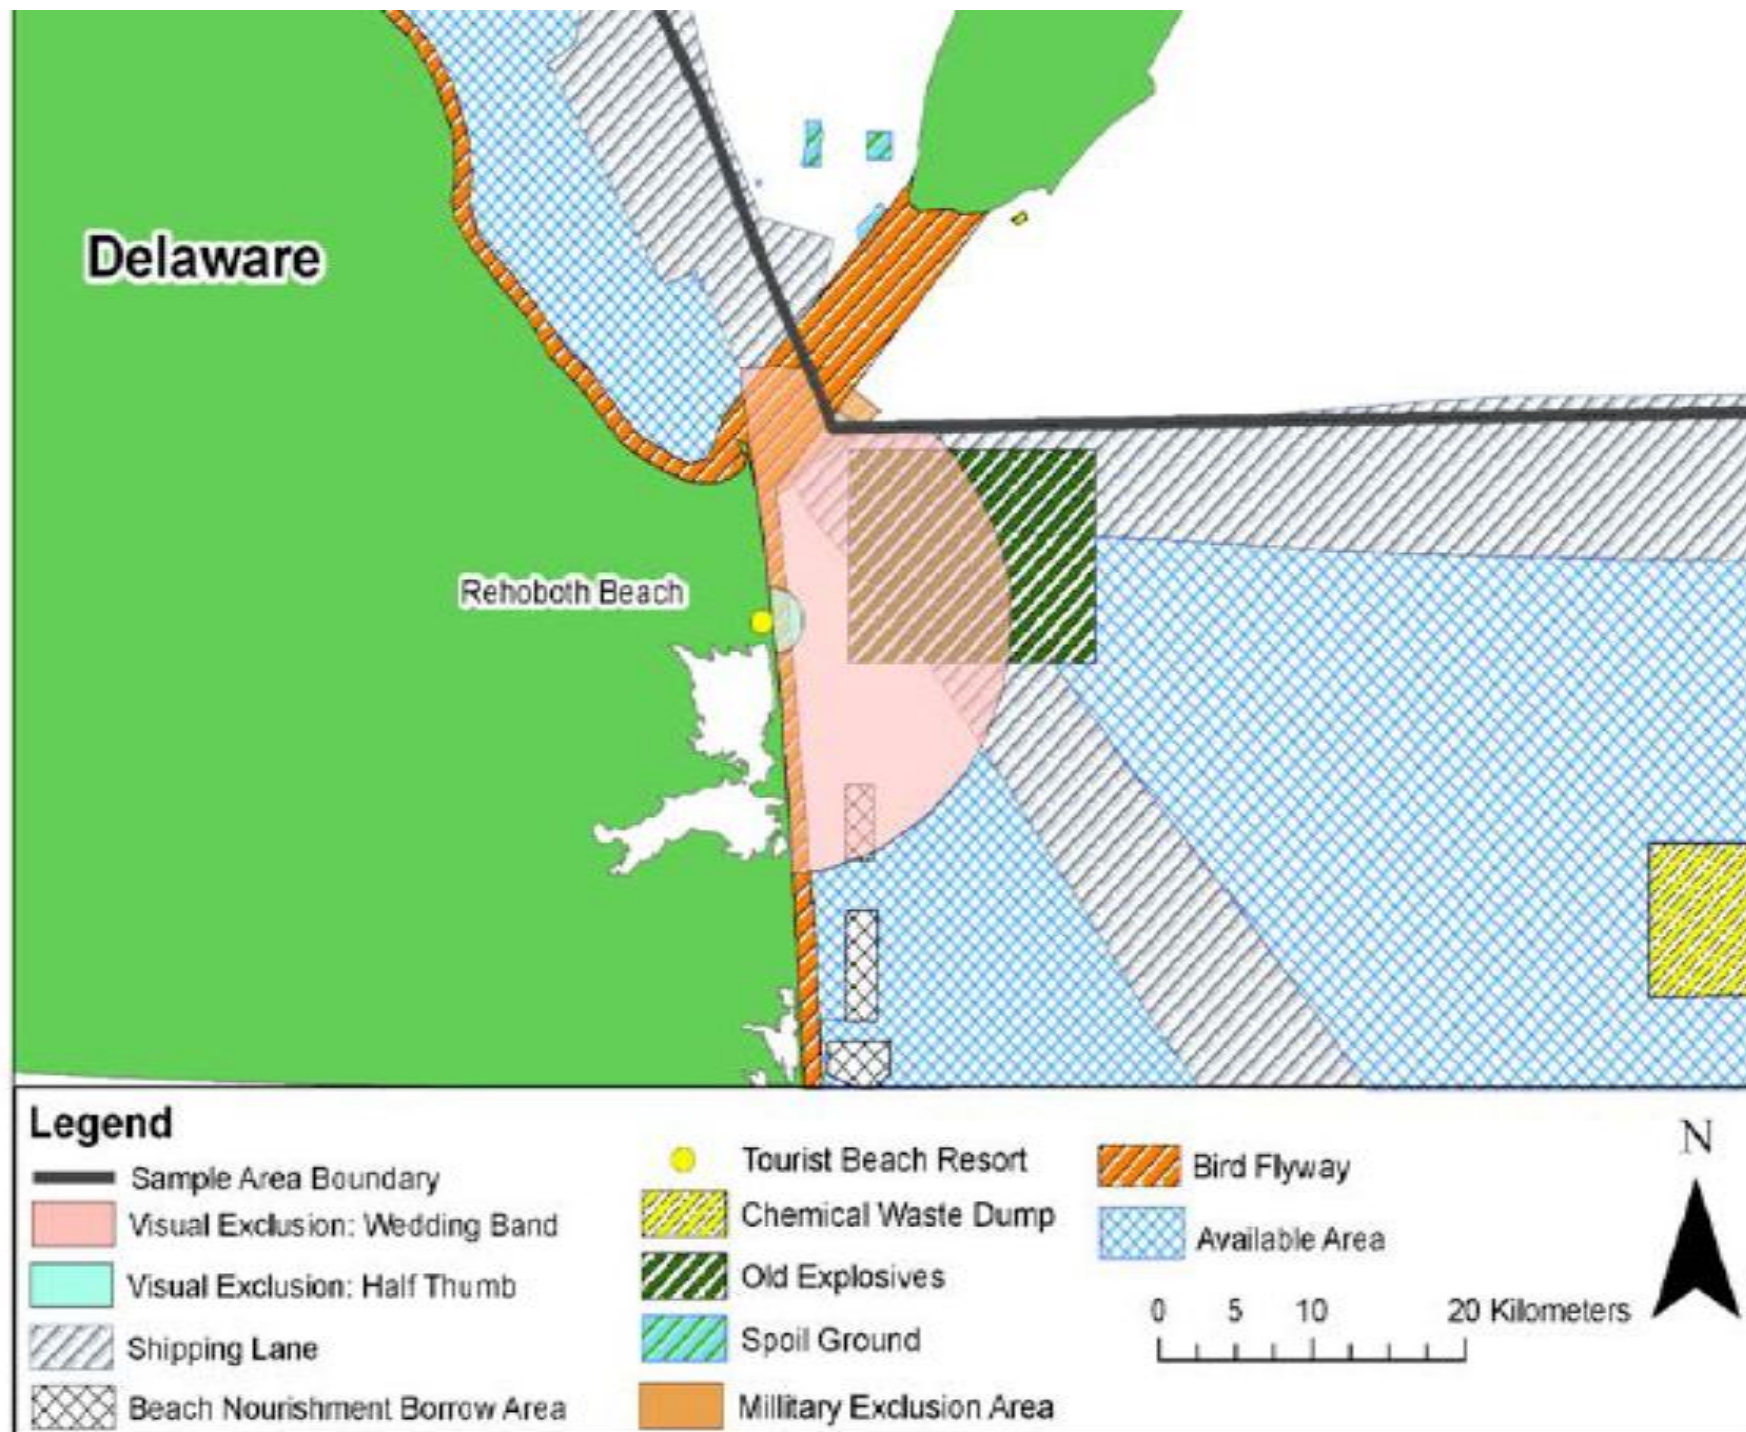 Delaware
Rehoboth Beach
Legend
Sample Area Boundary
Visual Exclusion: Wedding Band
Visual Exclusion: Half Thumb
Shipping Lane
Beach Nourishment Borrow Area
Tourist Beach Resort
Chemical Waste Dump
Old Explosives
Spoil Ground
Millitary Exclusion Area
Bird Flyway
Available Area
0 5 10 20 Kilometers
N